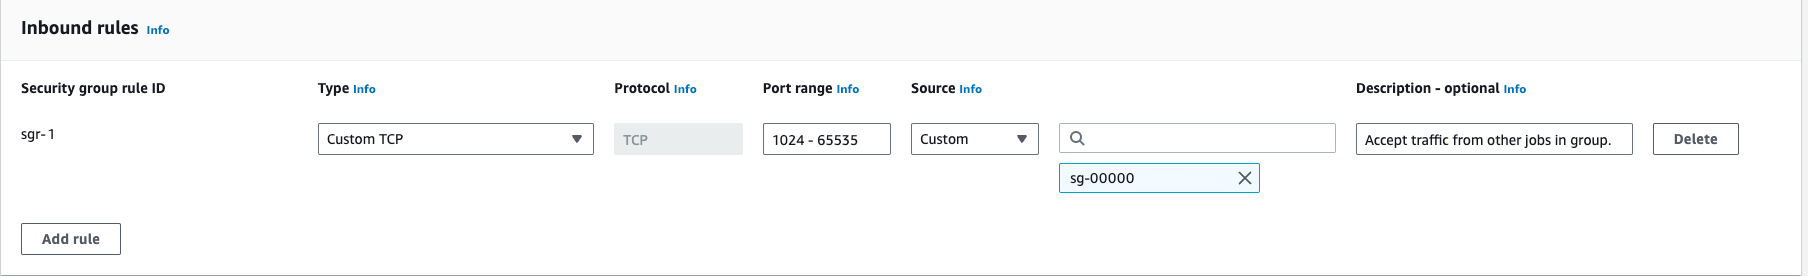 Inbound rules Info
Security group rule ID Type Info Protocol Info Port range Info Source Info Description - optional Info
sgr-1 Custom TCP TCP 1024 - 65535 Custom Accept traffic from other jobs in group. Delete
sg-00000
Add rule